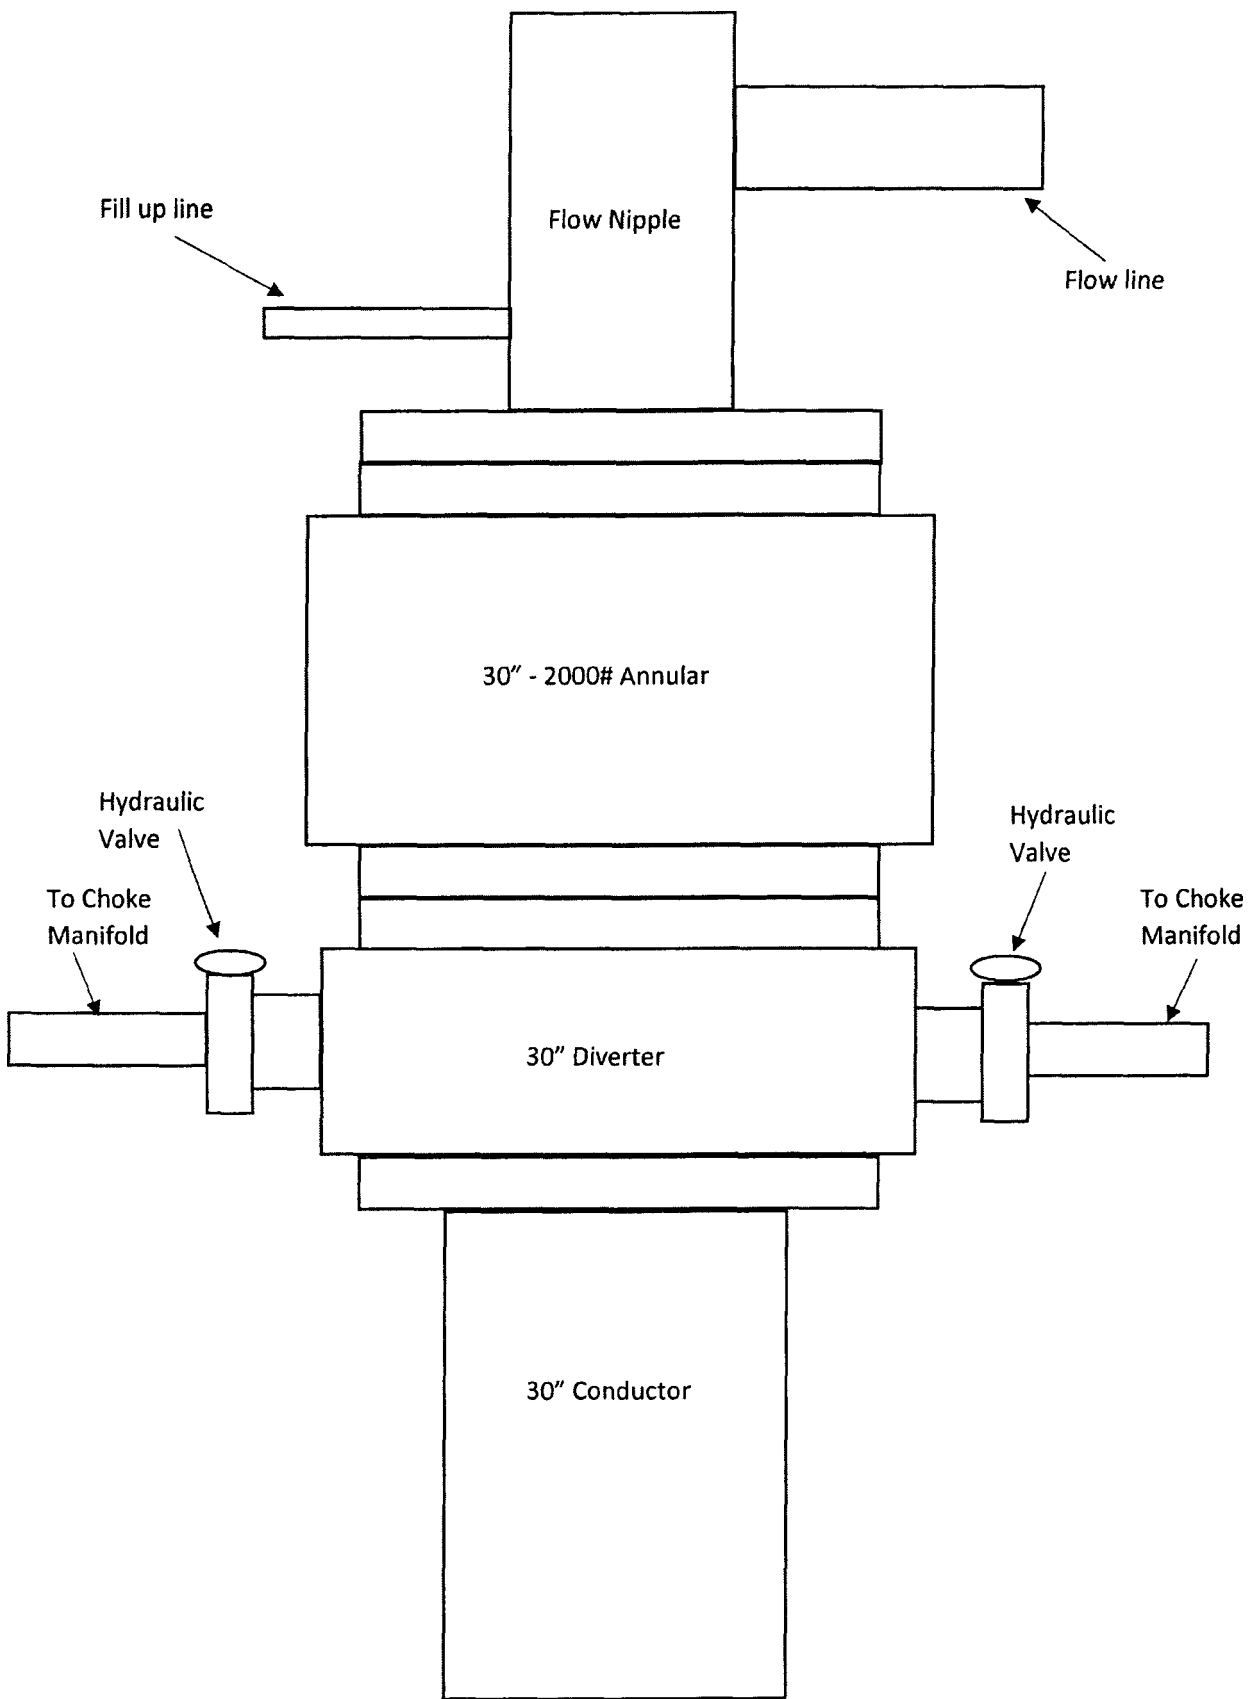 Fill up line
Flow Nipple
Flow line
30" - 2000# Annular
Hydraulic
Valve
Hydraulic
Valve
To Choke
Manifold
To Choke
Manifold
30" Diverter
30" Conductor